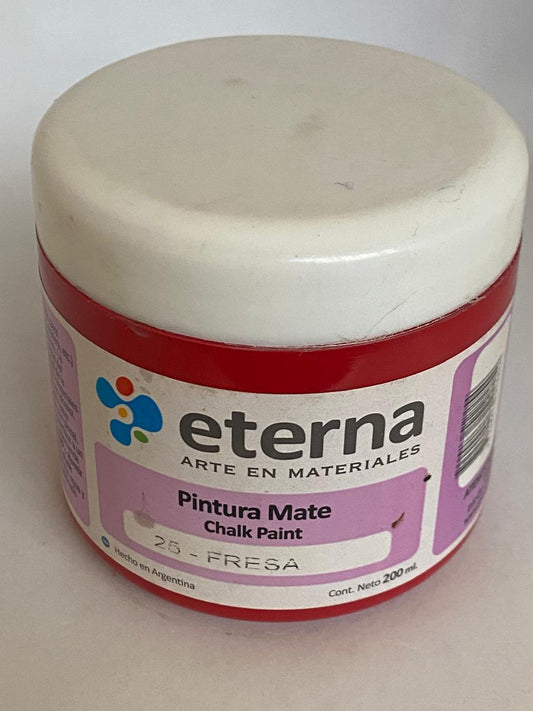 eterna
ARTE EN MATERIALES
Pintura Mate
Chalk Paint
25 - FRESA
Hecho en Argentina
Cont. Neto 200 ml.